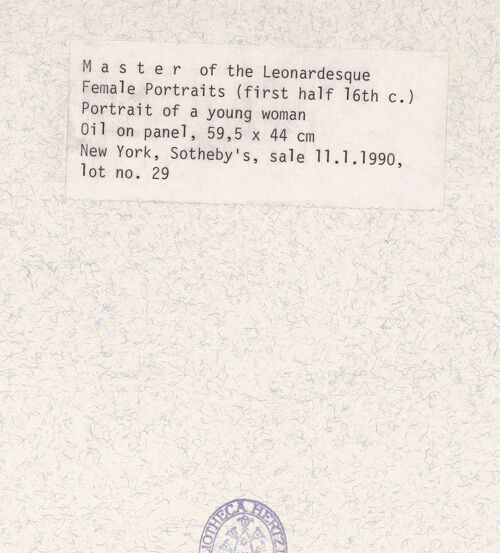 M a s t e r of the Leonardesque
Female Portraits (first half 16th c.)
Portrait of a young woman
Oil on panel, 59,5 x 44 cm
New York, Sotheby's, sale 11.1.1990,
lot no. 29